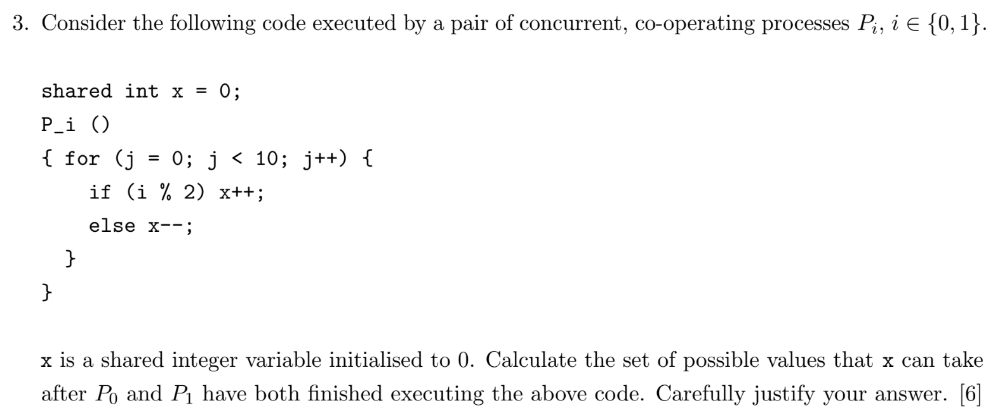 3. Consider the following code executed by a pair of concurrent, co-operating processes P_i, i ∈ {0, 1}.
shared int x = 0;
P_i ()
{ for (j = 0; j < 10; j++) {
if (i % 2) x++;
else x--;
}
}
x is a shared integer variable initialised to 0. Calculate the set of possible values that x can take
after P_0 and P_1 have both finished executing the above code. Carefully justify your answer. [6]